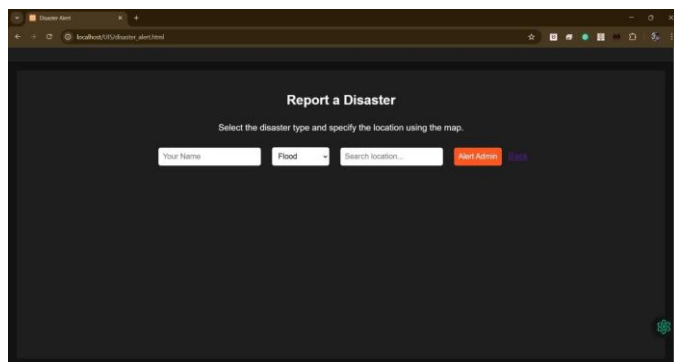 Disaster Alert
localhost/UIS/disaster_alert.html
Report a Disaster
Select the disaster type and specify the location using the map.
Your Name Flood Search location... Alert Admin Back